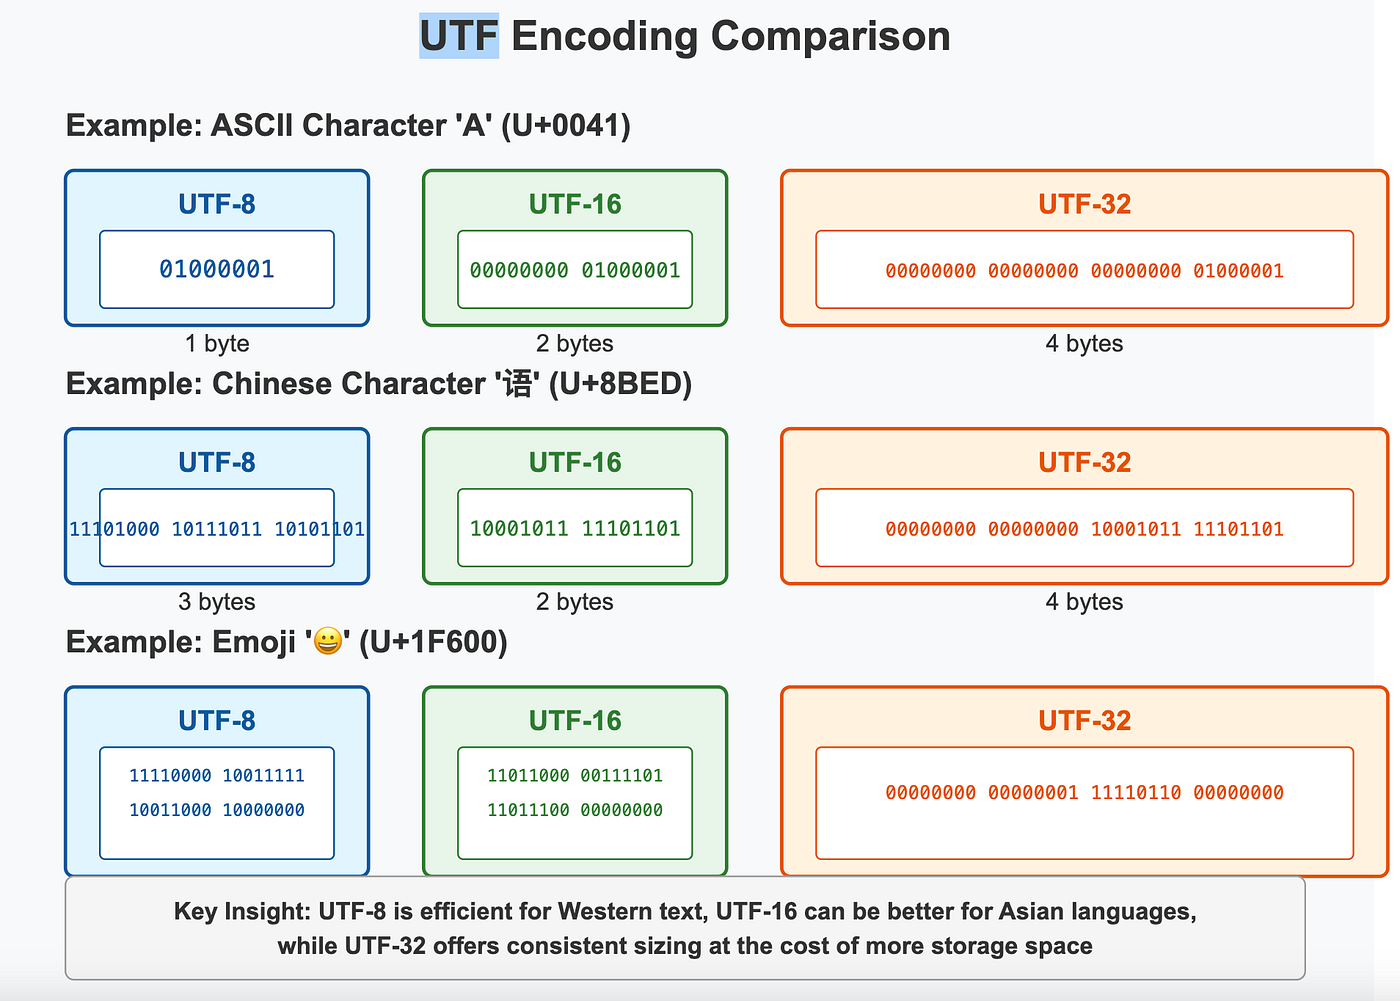 UTF Encoding Comparison
Example: ASCII Character 'A' (U+0041)
UTF-8
01000001
1 byte
UTF-16
00000000 01000001
2 bytes
UTF-32
00000000 00000000 00000000 01000001
4 bytes
Example: Chinese Character '语' (U+8BED)
UTF-8
11101000 10111011 10101101
3 bytes
UTF-16
10001011 11101101
2 bytes
UTF-32
00000000 00000000 10001011 11101101
4 bytes
Example: Emoji '😀' (U+1F600)
UTF-8
11110000 10011111
10011000 10000000
UTF-16
11011000 00111101
11011100 00000000
UTF-32
00000000 00000001 11110110 00000000
Key Insight: UTF-8 is efficient for Western text, UTF-16 can be better for Asian languages,
while UTF-32 offers consistent sizing at the cost of more storage space